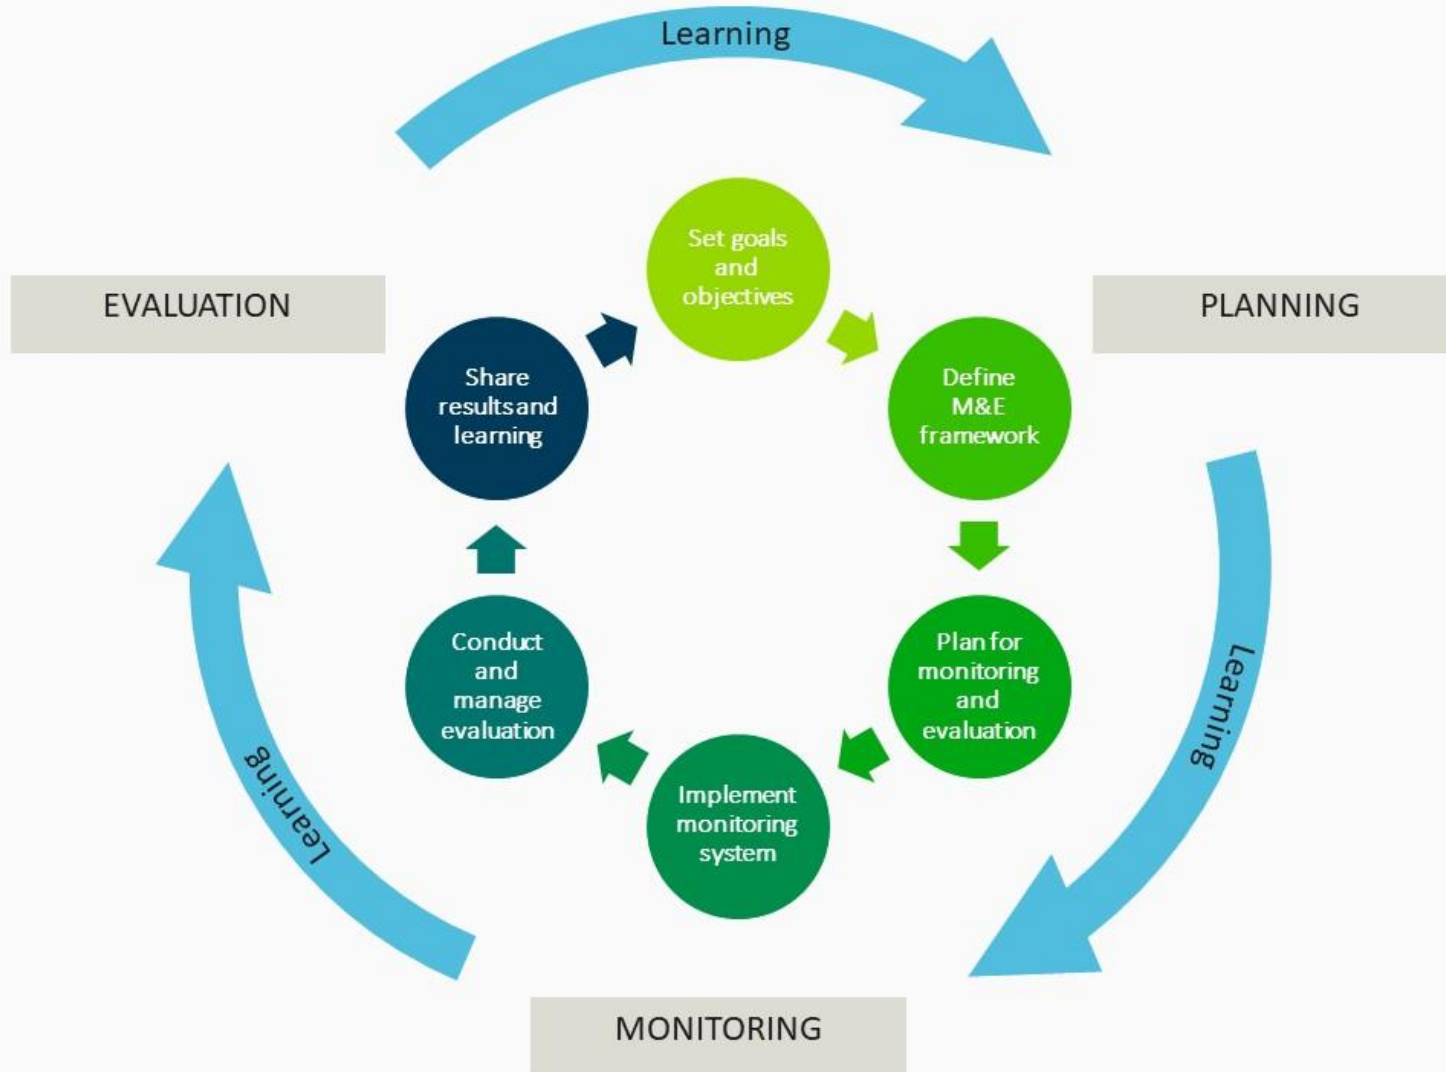 Learning
Set goals
and
objectives
EVALUATION
PLANNING
Share
results and
learning
Define
M&E
framework
Conduct
and
manage
evaluation
Plan for
monitoring
and
evaluation
Learning
Learning
Implement
monitoring
system
MONITORING